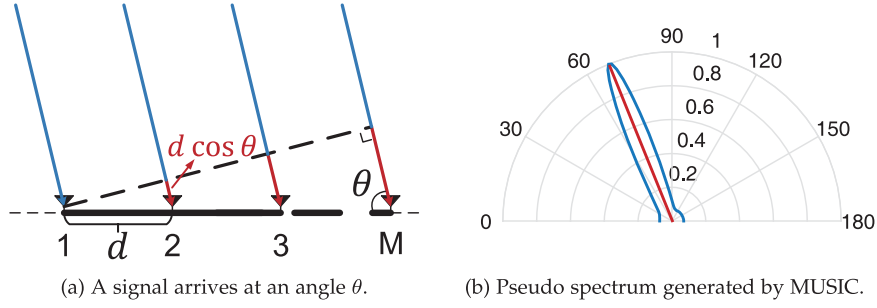 d cos θ
θ
1 2 3 M
d
90
60 120
30 150
0 180
1
0.8
0.6
0.4
0.2
(a) A signal arrives at an angle θ.
(b) Pseudo spectrum generated by MUSIC.